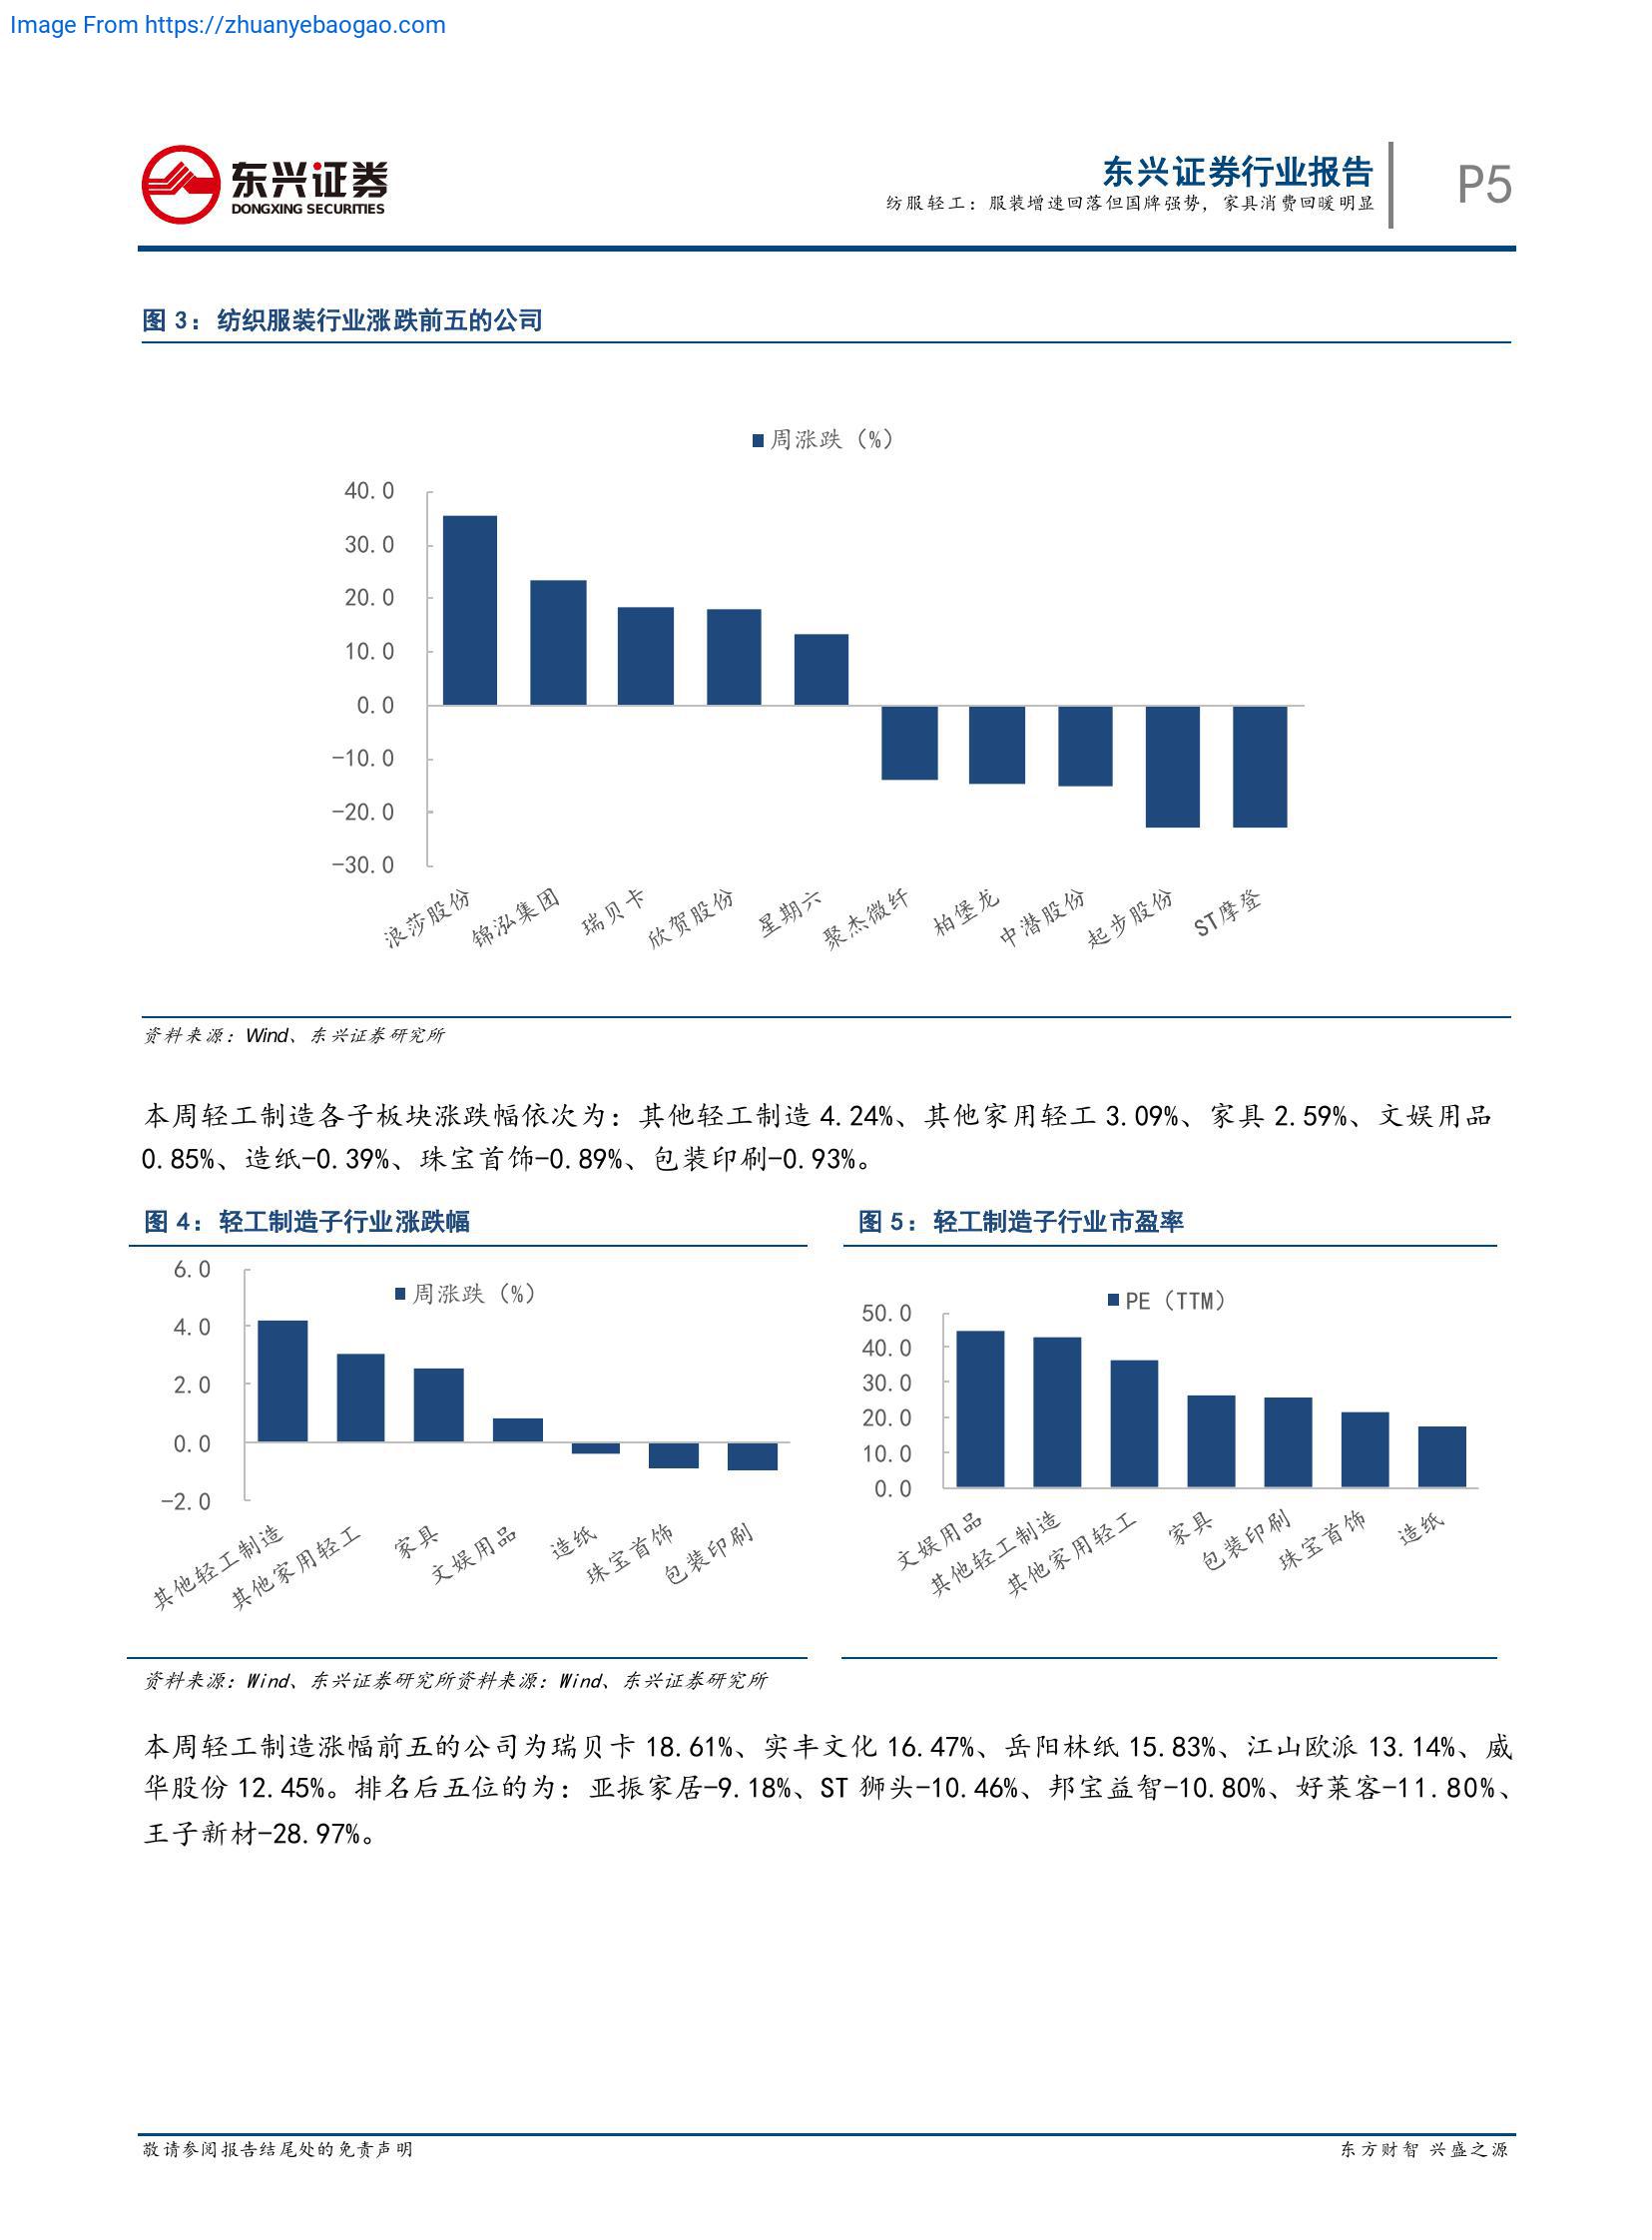 Image From https://zhuanyebaogao.com
东兴证券
DONGXING SECURITIES
东兴证券行业报告
纺服轻工：服装增速回落但国牌强势，家具消费回暖明显
P5
图 3：纺织服装行业涨跌前五的公司
周涨跌（%）
40.0
30.0
20.0
10.0
0.0
-10.0
-20.0
-30.0
浪莎股份
锦泓集团
瑞贝卡
欣贺股份
星期六
聚杰微纤
柏堡龙
中潜股份
起步股份
ST摩登
资料来源：Wind、东兴证券研究所
本周轻工制造各子板块涨跌幅依次为：其他轻工制造 4.24%、其他家用轻工 3.09%、家具 2.59%、文娱用品
0.85%、造纸-0.39%、珠宝首饰-0.89%、包装印刷-0.93%。
图 4：轻工制造子行业涨跌幅
周涨跌（%）
6.0
4.0
2.0
0.0
-2.0
其他轻工制造
其他家用轻工
家具
文娱用品
造纸
珠宝首饰
包装印刷
图 5：轻工制造子行业市盈率
PE（TTM）
50.0
40.0
30.0
20.0
10.0
0.0
文娱用品
其他轻工制造
其他家用轻工
家具
包装印刷
珠宝首饰
造纸
资料来源：Wind、东兴证券研究所资料来源：Wind、东兴证券研究所
本周轻工制造涨幅前五的公司为瑞贝卡 18.61%、实丰文化 16.47%、岳阳林纸 15.83%、江山欧派 13.14%、威
华股份 12.45%。排名后五位的为：亚振家居-9.18%、ST 狮头-10.46%、邦宝益智-10.80%、好莱客-11.80%、
王子新材-28.97%。
敬请参阅报告结尾处的免责声明
东方财智 兴盛之源